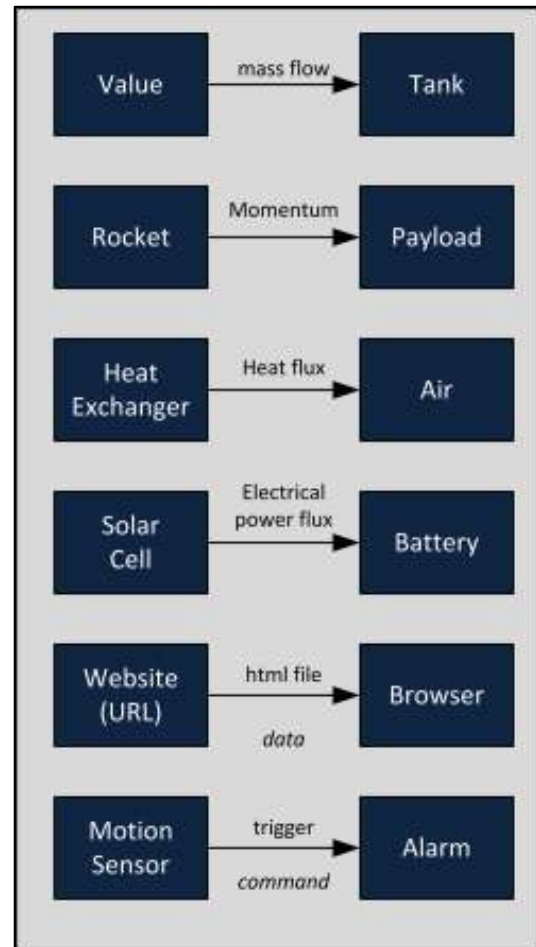 Value
mass flow
Tank
Rocket
Momentum
Payload
Heat
Exchanger
Heat flux
Air
Solar
Cell
Electrical
power flux
Battery
Website
(URL)
html file
data
Browser
Motion
Sensor
trigger
command
Alarm